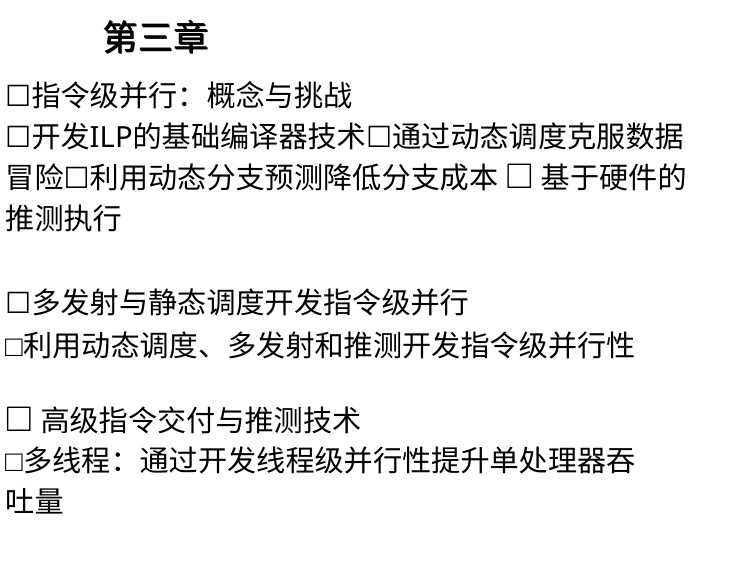 第三章
□指令级并行：概念与挑战
□开发ILP的基础编译器技术□通过动态调度克服数据
冒险□利用动态分支预测降低分支成本 □ 基于硬件的
推测执行
□多发射与静态调度开发指令级并行
□利用动态调度、多发射和推测开发指令级并行性
□ 高级指令交付与推测技术
□多线程：通过开发线程级并行性提升单处理器吞
吐量